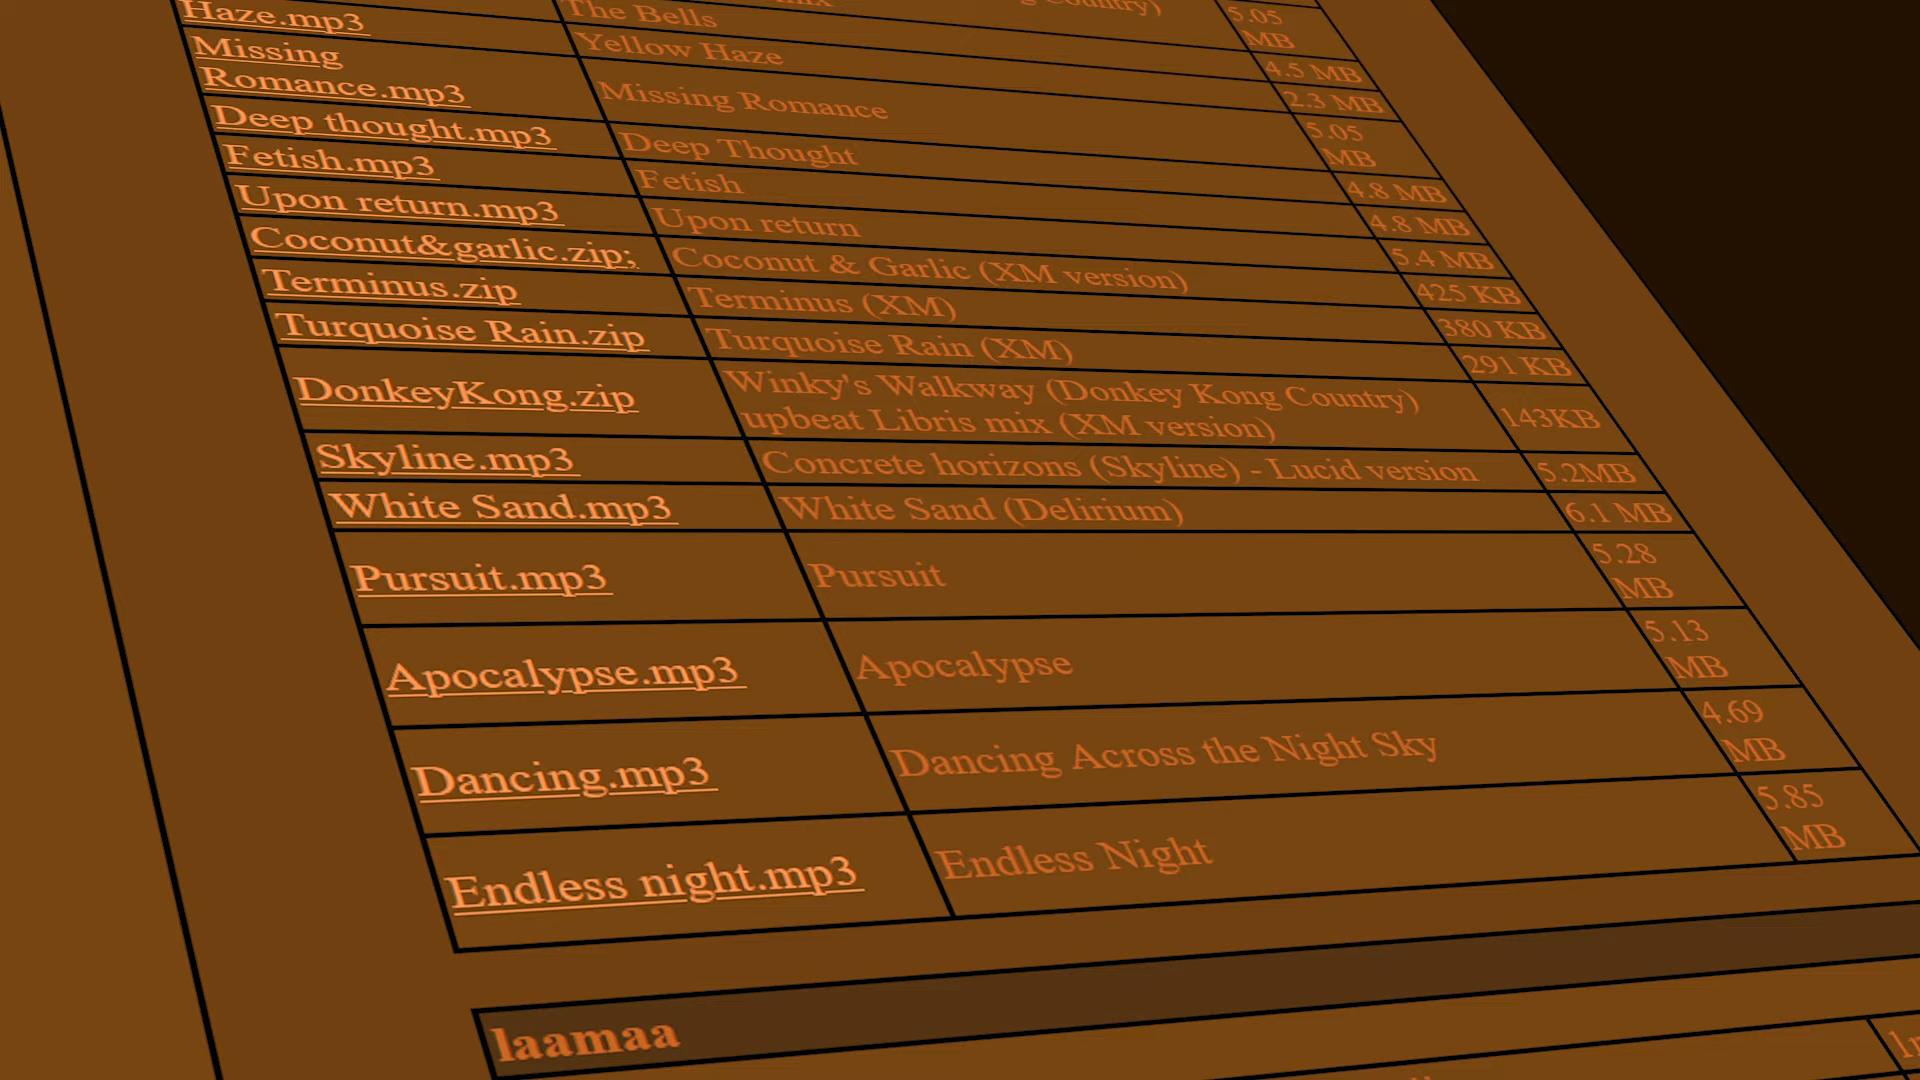 mix
Country)
5.05
MB
The Bells
4.5 MB
Haze.mp3
Yellow Haze
2.3 MB
Missing
Romance.mp3
Missing Romance
5.05
MB
Deep thought.mp3
Deep Thought
4.8 MB
Fetish.mp3
Fetish
4.8 MB
Upon return.mp3
Upon return
5.4 MB
Coconut&garlic.zip;
Coconut & Garlic (XM version)
425 KB
Terminus.zip
Terminus (XM)
380 KB
Turquoise Rain.zip
Turquoise Rain (XM)
291 KB
DonkeyKong.zip
Winky's Walkway (Donkey Kong Country)
upbeat Libris mix (XM version)
143KB
Skyline.mp3
Concrete horizons (Skyline) - Lucid version
5.2MB
White Sand.mp3
White Sand (Delirium)
6.1 MB
Pursuit.mp3
Pursuit
5.28
MB
Apocalypse.mp3
Apocalypse
5.13
MB
Dancing.mp3
Dancing Across the Night Sky
4.69
MB
Endless night.mp3
Endless Night
5.85
MB
laamaa